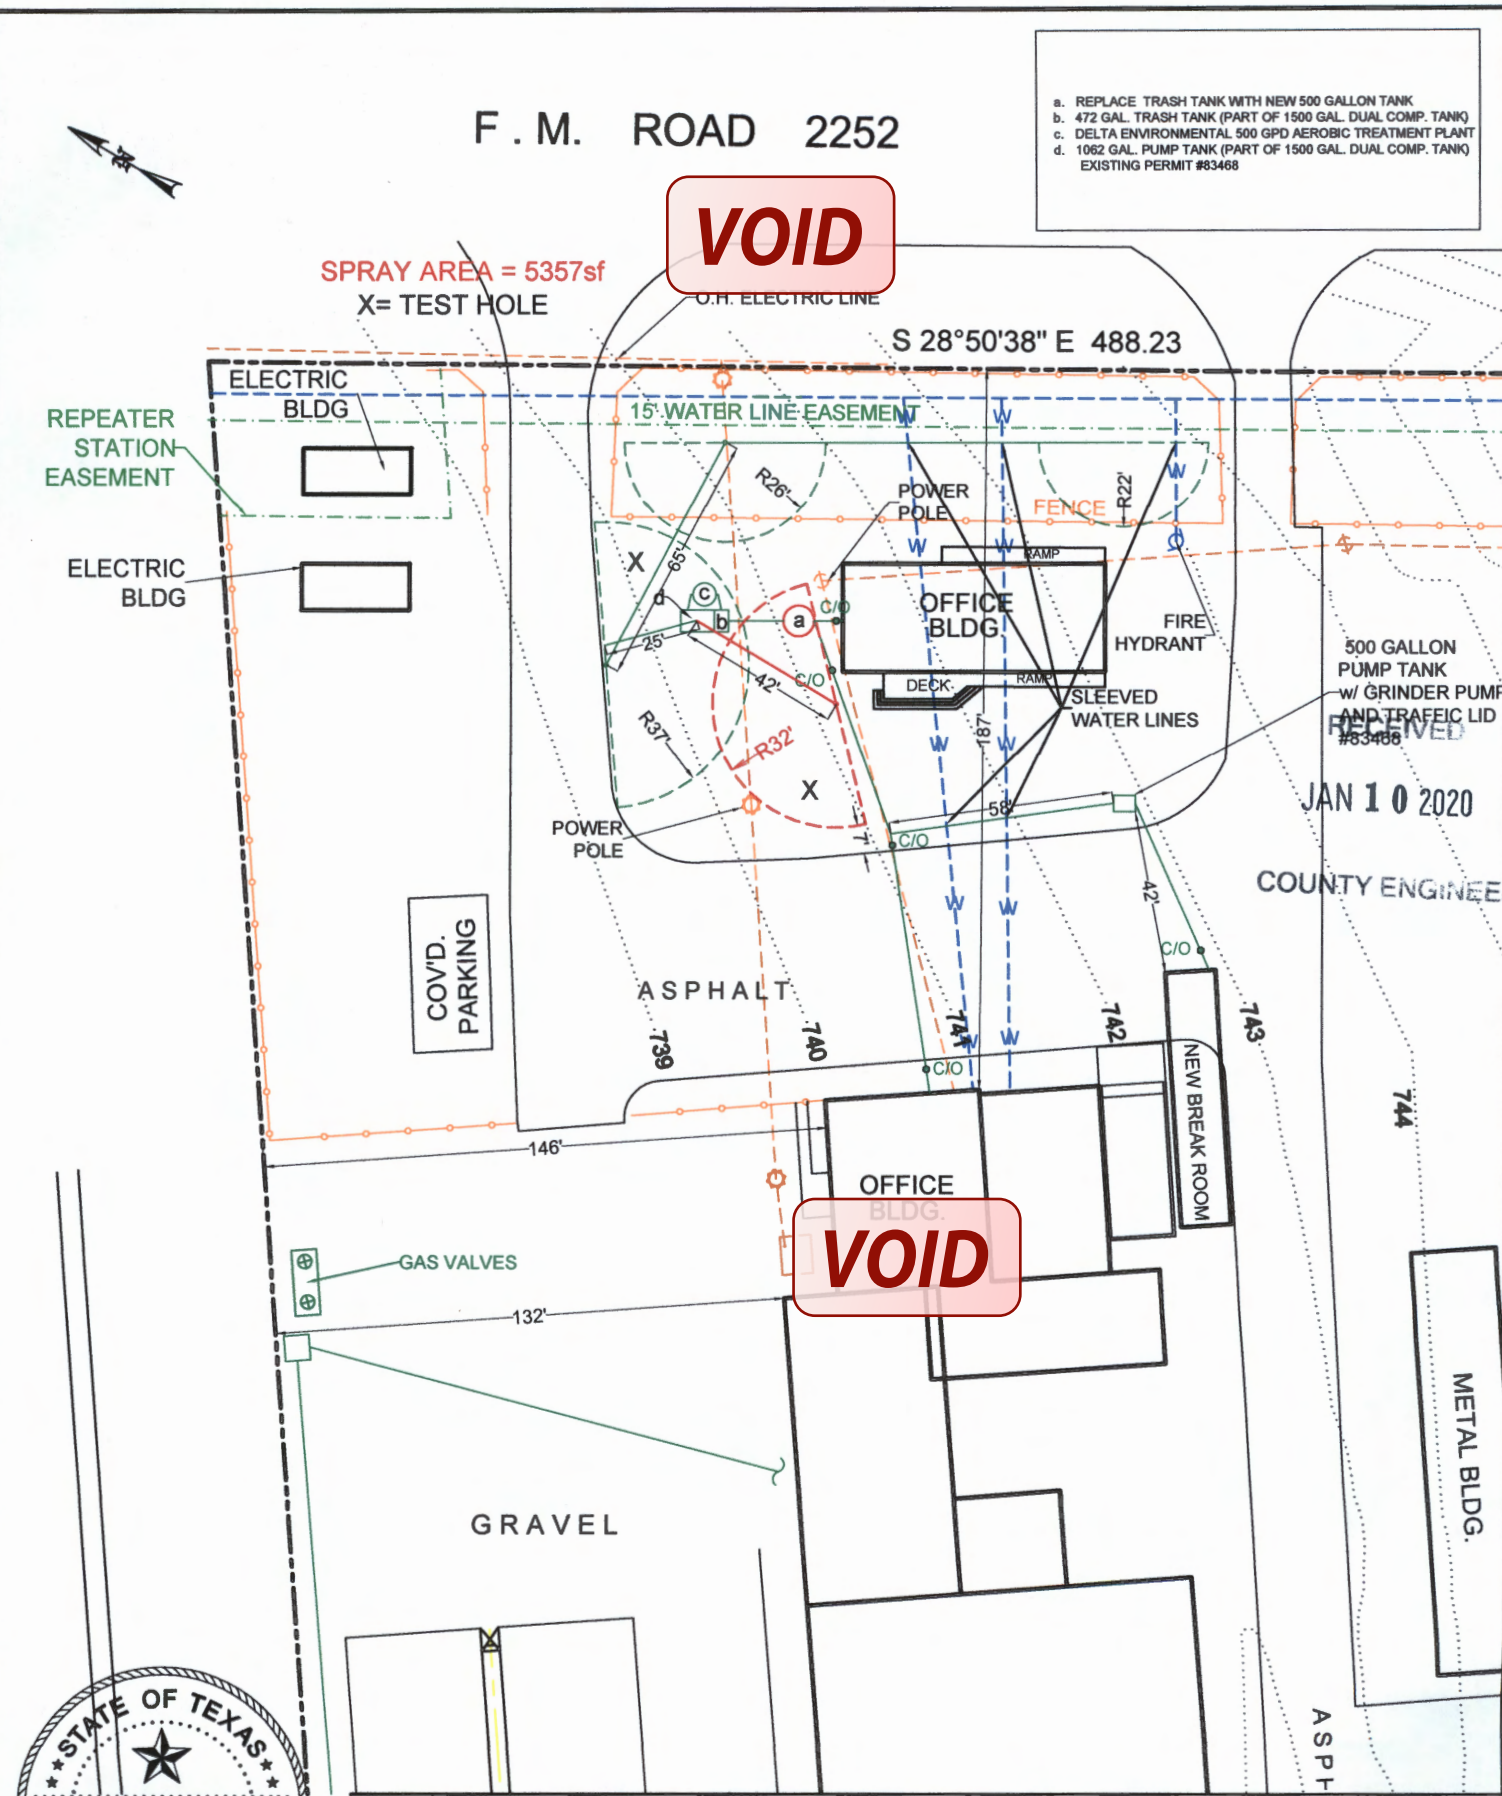 a. REPLACE TRASH TANK WITH NEW 500 GALLON TANK
b. 472 GAL. TRASH TANK (PART OF 1500 GAL. DUAL COMP. TANK)
c. DELTA ENVIRONMENTAL 500 GPD AEROBIC TREATMENT PLANT
d. 1062 GAL. PUMP TANK (PART OF 1500 GAL. DUAL COMP. TANK)
EXISTING PERMIT #83468
F.M. ROAD 2252
N
VOID
SPRAY AREA = 5357sf
X= TEST HOLE
O.H. ELECTRIC LINE
S 28°50'38" E 488.23
ELECTRIC
BLDG
15' WATER LINE EASEMENT
REPEATER
STATION
EASEMENT
W
W
W
R26'
R22'
POWER
POLE
FENCE
W
W
RAMP
65'
X
ELECTRIC
BLDG
d
c
b
a
C/O
OFFICE
BLDG.
FIRE
HYDRANT
25'
42'
C/O
DECK
RAMP
SLEEVED
WATER LINES
500 GALLON
PUMP TANK
w/ GRINDER PUMP
AND TRAFFIC LID
#83468
RECEIVED
JAN 10 2020
COUNTY ENGINEE
R37'
R32'
187'
W
W
X
58'
POWER
POLE
7'
C/O
42'
W
W
C/O
COV'D.
PARKING
ASPHALT
739
740
741
742
743
744
W
W
C/O
NEW BREAK ROOM
146'
OFFICE
BLDG.
VOID
GAS VALVES
132'
METAL BLDG.
GRAVEL
STATE OF TEXAS
ASPH